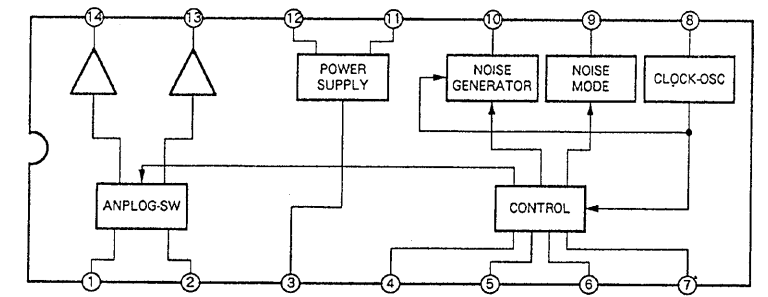 14 13 12 11 10 9 8
POWER
SUPPLY
NOISE
GENERATOR
NOISE
MODE
CLOCK-OSC
ANPLOG-SW
CONTROL
1 2 3 4 5 6 7